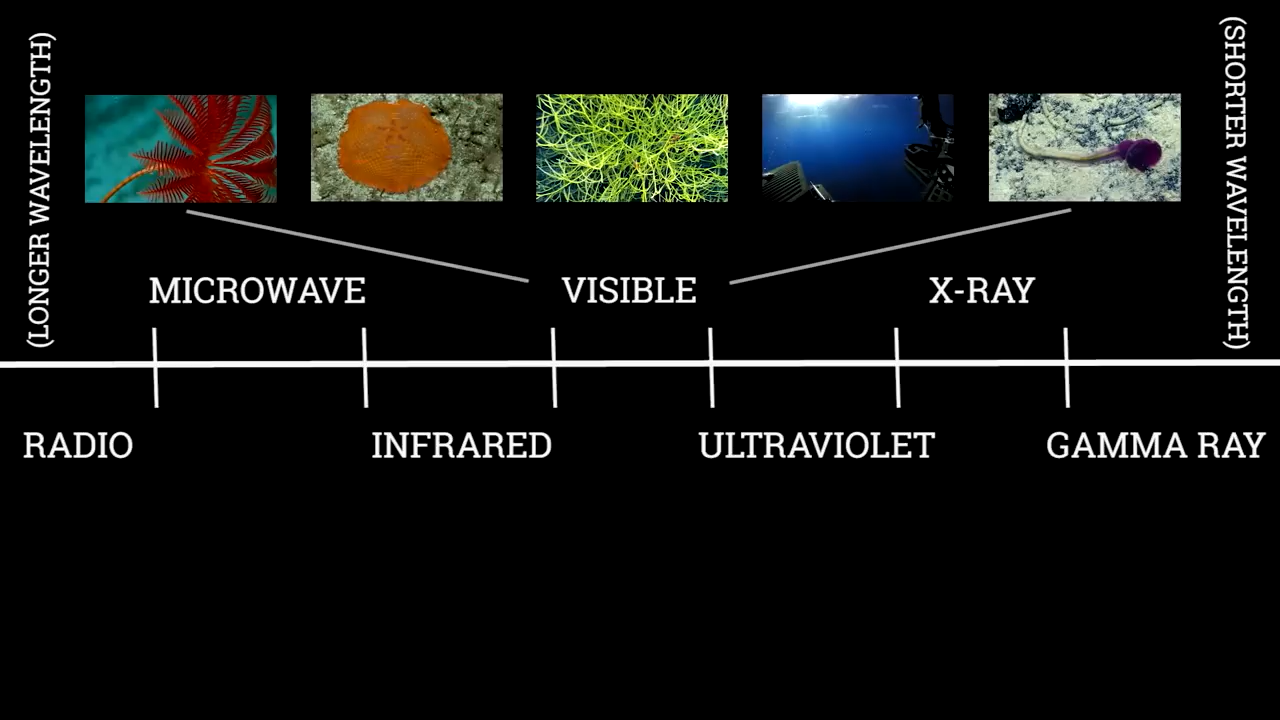 (LONGER WAVELENGTH)
(SHORTER WAVELENGTH)
MICROWAVE
VISIBLE
X-RAY
RADIO
INFRARED
ULTRAVIOLET
GAMMA RAY